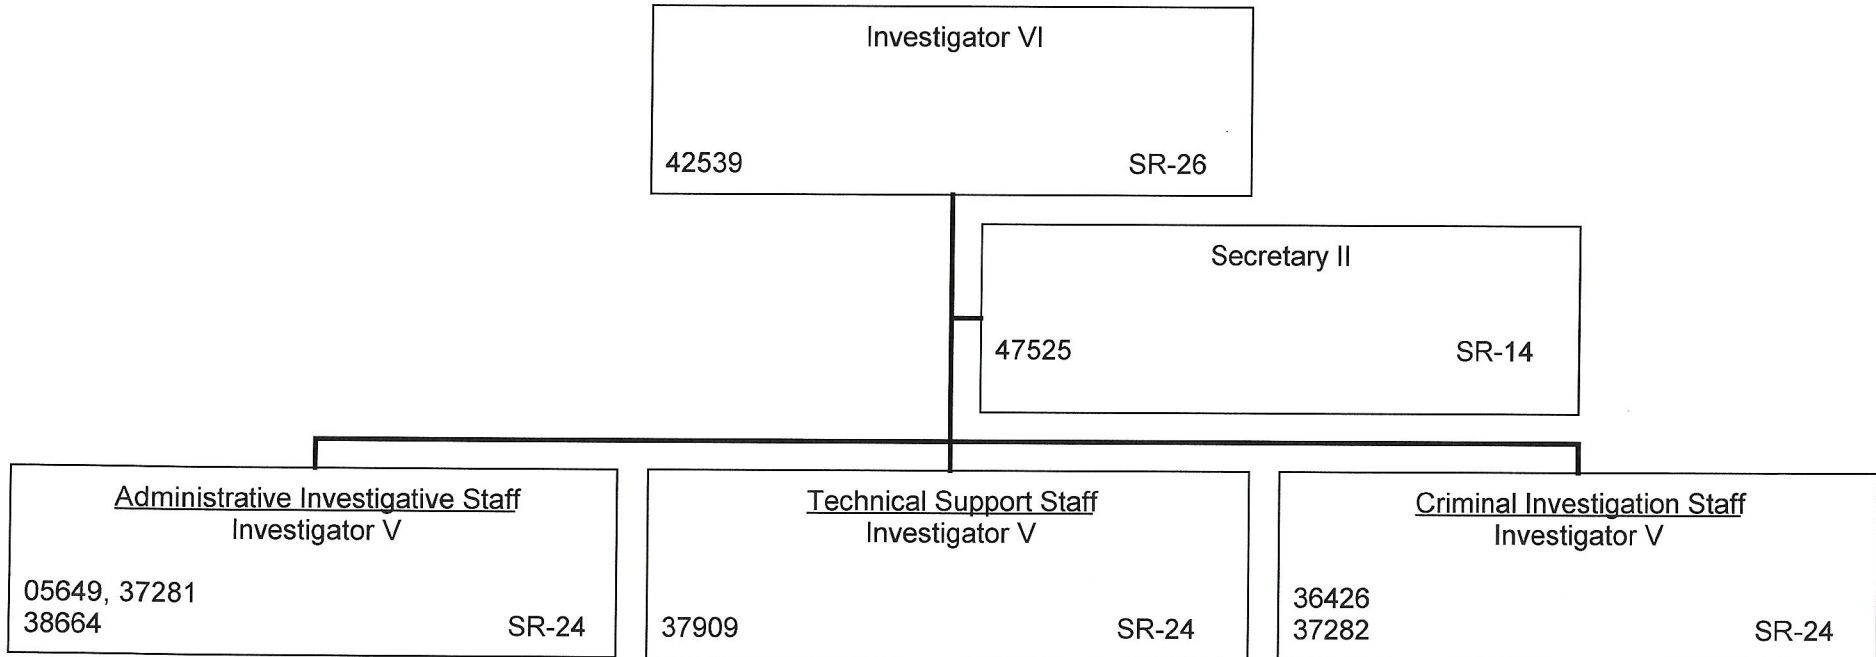 Investigator VI
42539 SR-26
Secretary II
47525 SR-14
Administrative Investigative Staff
Investigator V
05649, 37281
38664 SR-24
Technical Support Staff
Investigator V
37909 SR-24
Criminal Investigation Staff
Investigator V
36426
37282 SR-24